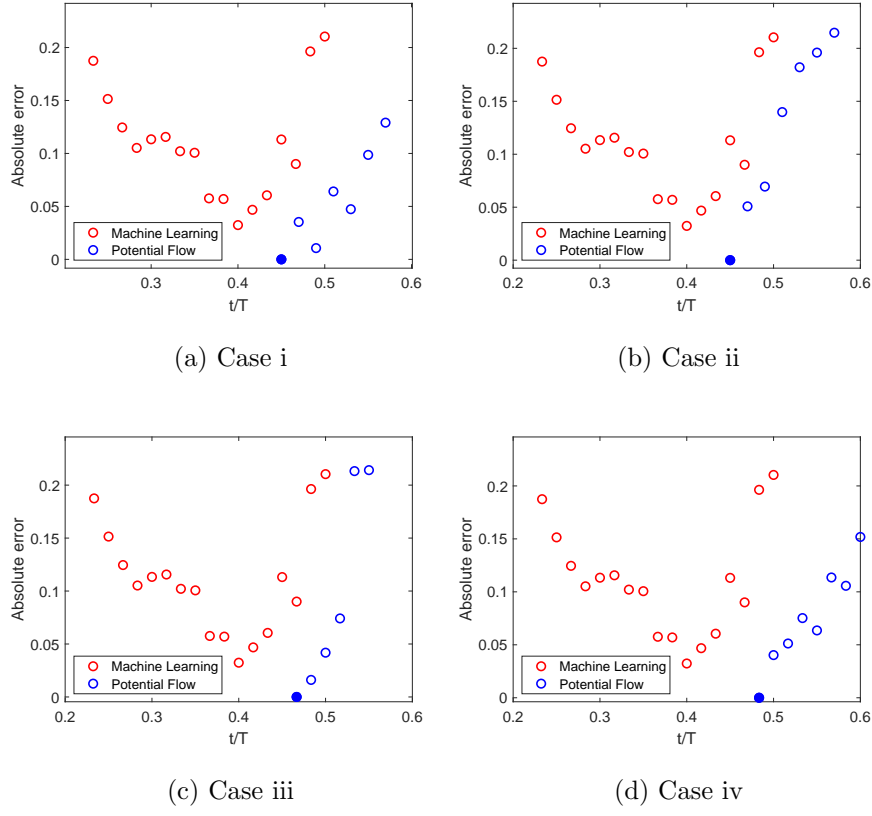 0.2
0.15
0.1
0.05
0
Absolute error
Machine Learning
Potential Flow
0.3
0.4
0.5
0.6
t/T
(a) Case i
0.2
0.15
0.1
0.05
0
Absolute error
Machine Learning
Potential Flow
0.2
0.3
0.4
0.5
0.6
t/T
(b) Case ii
0.2
0.15
0.1
0.05
0
Absolute error
Machine Learning
Potential Flow
0.2
0.3
0.4
0.5
0.6
t/T
(c) Case iii
0.2
0.15
0.1
0.05
0
Absolute error
Machine Learning
Potential Flow
0.2
0.3
0.4
0.5
0.6
t/T
(d) Case iv